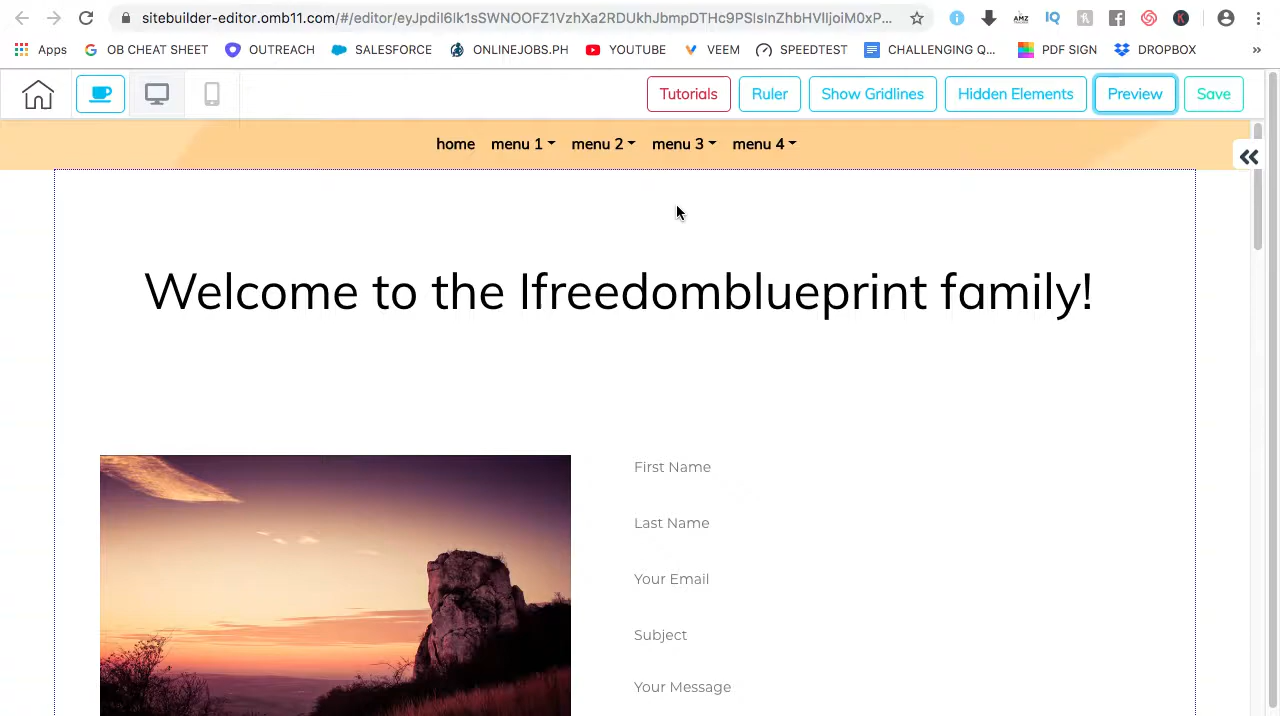 sitebuilder-editor.omb11.com/#/editor/
Apps OB CHEAT SHEET OUTREACH SALESFORCE ONLINEJOBS.PH YOUTUBE VEEM EEDTEST CHALLENGING Q... PDF SIGN DROPBOX »
Tutorials Ruler Show Gridlines Hidden Elements Preview Save
home menu 1 menu 2 menu 3 menu 4
Welcome to the Ifreedomblueprint family!
First Name
Last Name
Your Email
Subject
Your Message